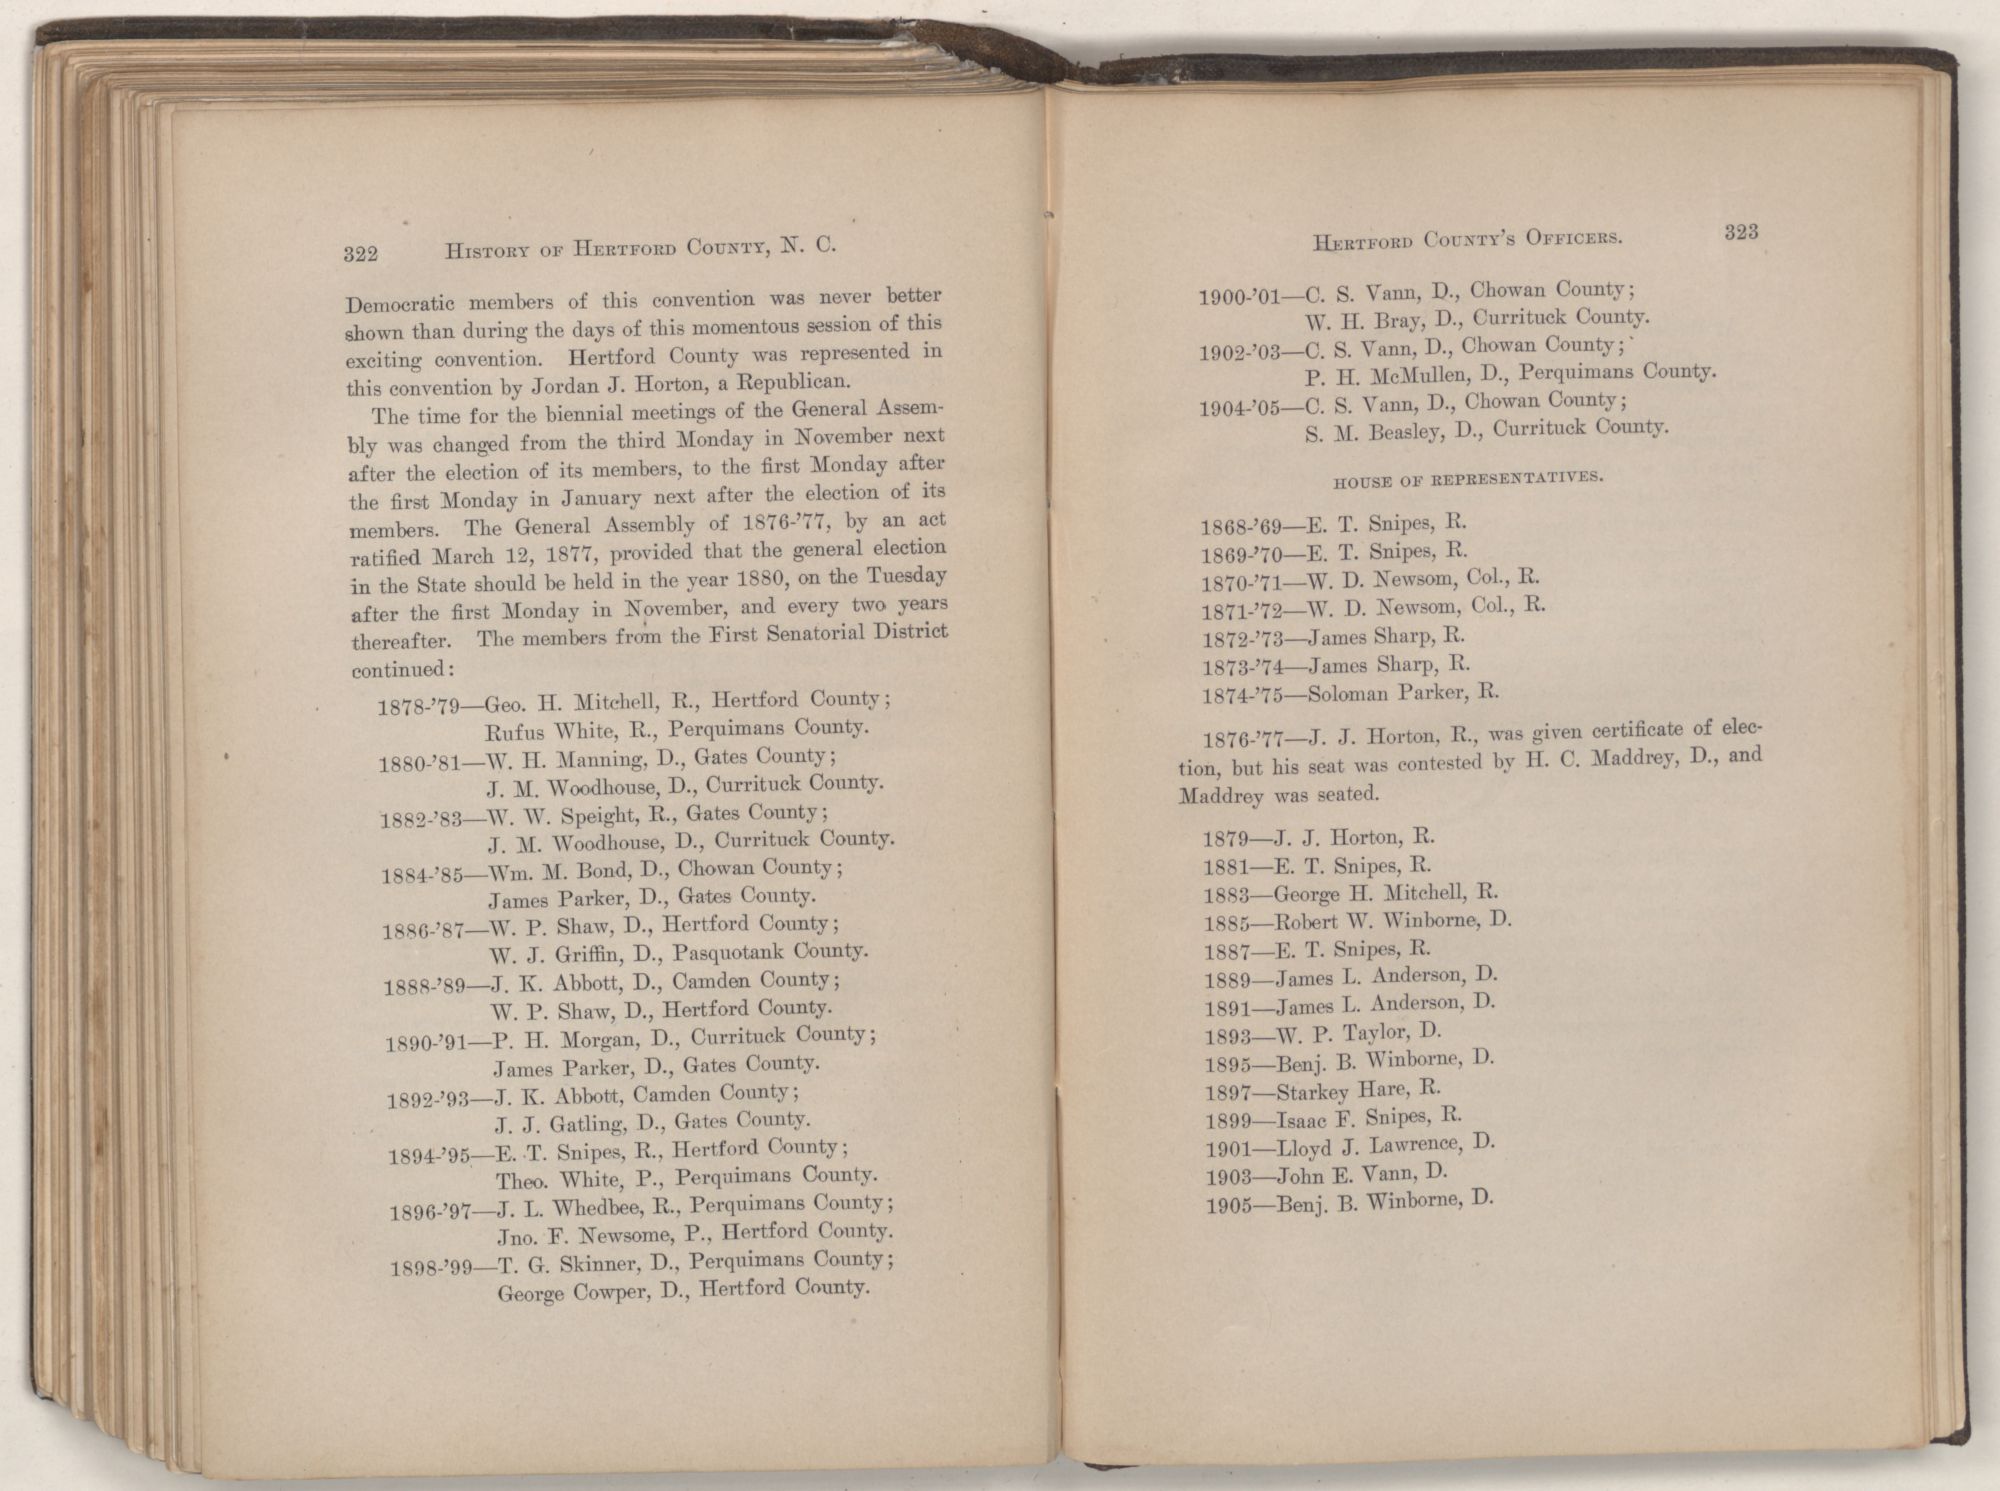 322 History of Hertford County, N. C.
Democratic members of this convention was never better
shown than during the days of this momentous session of this
exciting convention. Hertford County was represented in
this convention by Jordan J. Horton, a Republican.
The time for the biennial meetings of the General Assem-
bly was changed from the third Monday in November next
after the election of its members, to the first Monday after
the first Monday in January next after the election of its
members. The General Assembly of 1876-'77, by an act
ratified March 12, 1877, provided that the general election
in the State should be held in the year 1880, on the Tuesday
after the first Monday in November, and every two years
thereafter. The members from the First Senatorial District
continued:
1878-'79—Geo. H. Mitchell, R., Hertford County;
Rufus White, R., Perquimans County.
1880-'81—W. H. Manning, D., Gates County;
J. M. Woodhouse, D., Currituck County.
1882-'83—W. W. Speight, R., Gates County;
J. M. Woodhouse, D., Currituck County.
1884-'85—Wm. M. Bond, D., Chowan County;
James Parker, D., Gates County.
1886-'87—W. P. Shaw, D., Hertford County;
W. J. Griffin, D., Pasquotank County.
1888-'89—J. K. Abbott, D., Camden County;
W. P. Shaw, D., Hertford County.
1890-'91—P. H. Morgan, D., Currituck County;
James Parker, D., Gates County.
1892-'93—J. K. Abbott, Camden County;
J. J. Gatling, D., Gates County.
1894-'95—E. T. Snipes, R., Hertford County;
Theo. White, P., Perquimans County.
1896-'97—J. L. Whedbee, R., Perquimans County;
Jno. F. Newsome, P., Hertford County.
1898-'99—T. G. Skinner, D., Perquimans County;
George Cowper, D., Hertford County.
Hertford County's Officers. 323
1900-'01—C. S. Vann, D., Chowan County;
W. H. Bray, D., Currituck County.
1902-'03—C. S. Vann, D., Chowan County;
P. H. McMullen, D., Perquimans County.
1904-'05—C. S. Vann, D., Chowan County;
S. M. Beasley, D., Currituck County.
HOUSE OF REPRESENTATIVES.
1868-'69—E. T. Snipes, R.
1869-'70—E. T. Snipes, R.
1870-'71—W. D. Newsom, Col., R.
1871-'72—W. D. Newsom, Col., R.
1872-'73—James Sharp, R.
1873-'74—James Sharp, R.
1874-'75—Soloman Parker, R.
1876-'77—J. J. Horton, R., was given certificate of elec-
tion, but his seat was contested by H. C. Maddrey, D., and
Maddrey was seated.
1879—J. J. Horton, R.
1881—E. T. Snipes, R.
1883—George H. Mitchell, R.
1885—Robert W. Winborne, D.
1887—E. T. Snipes, R.
1889—James L. Anderson, D.
1891—James L. Anderson, D.
1893—W. P. Taylor, D.
1895—Benj. B. Winborne, D.
1897—Starkey Hare, R.
1899—Isaac F. Snipes, R.
1901—Lloyd J. Lawrence, D.
1903—John E. Vann, D.
1905—Benj. B. Winborne, D.